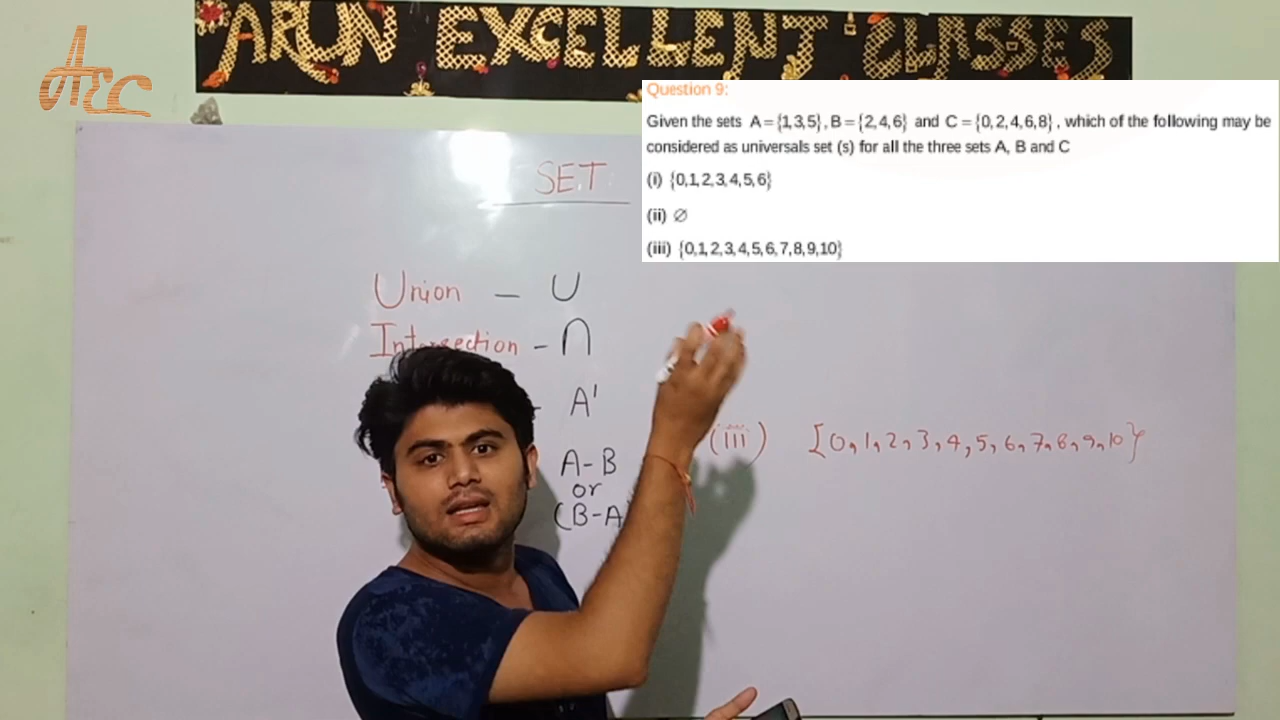 ARUN EXCELLENT CLASSES
AEC
Question 9:
Given the sets A = {1,3,5}, B = {2,4,6} and C = {0,2,4,6,8}, which of the following may be
considered as universals set (s) for all the three sets A, B and C
(i) {0,1,2,3,4,5,6}
(ii) ∅
(iii) {0,1,2,3,4,5,6,7,8,9,10}
SET
Union – ∪
Intersection – ∩
- A'
A-B
or
(B-A
(iii) {0,1,2,3,4,5,6,7,8,9,10}